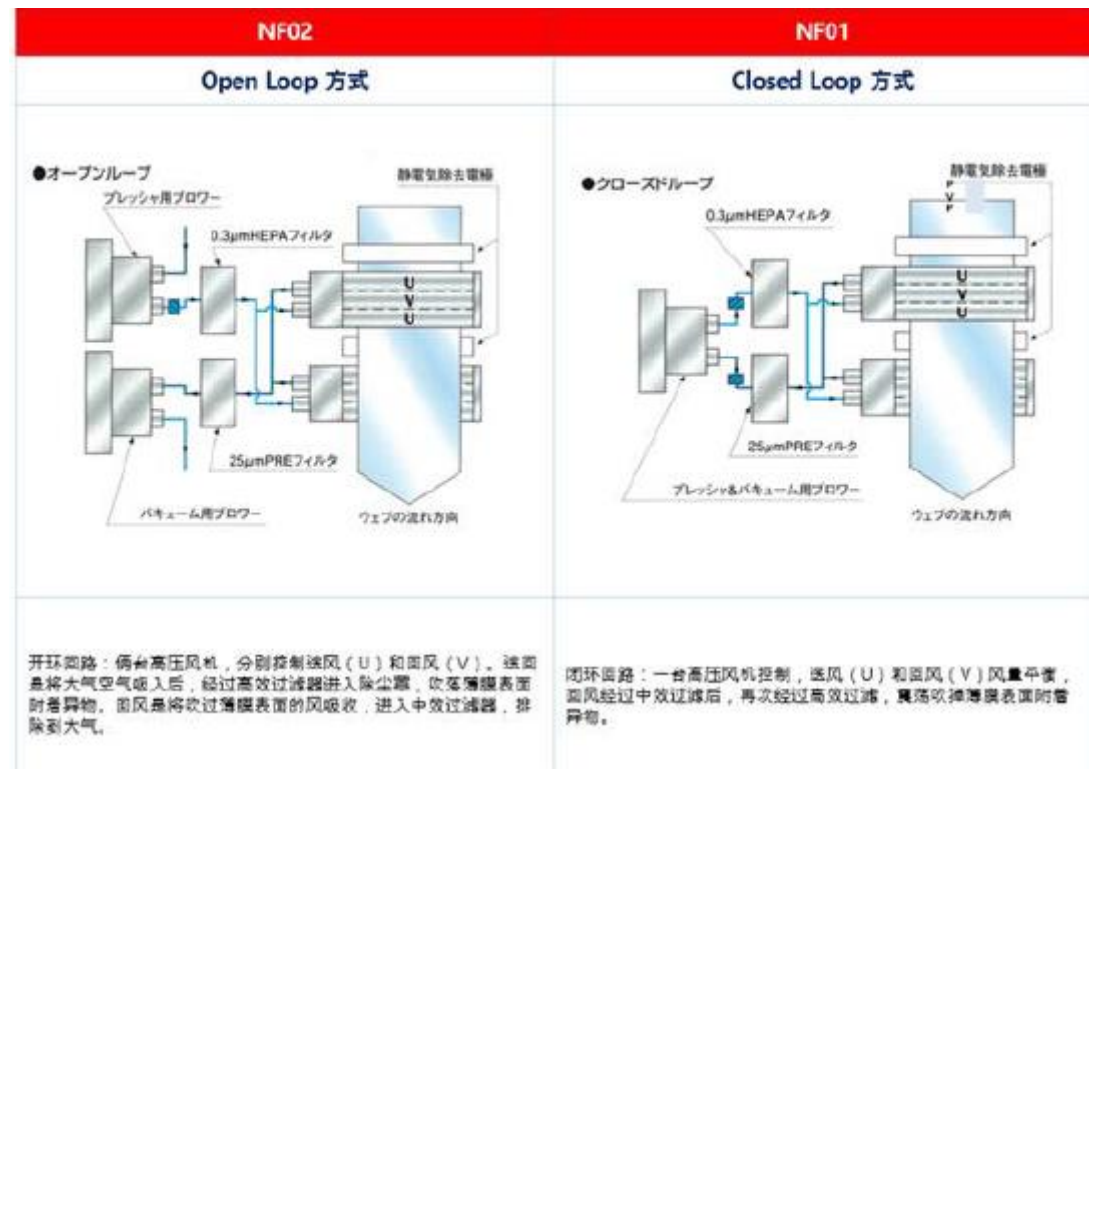 NF02
NF01
Open Loop 方式
Closed Loop 方式
●オープンループ
プレッシャ用ブロワー
0.3μmHEPAフィルタ
静電気除去電極
U
V
U
25μmPREフィルタ
バキューム用ブロワー
ウェブの流れ方向
●クローズドループ
0.3μmHEPAフィルタ
静電気除去電極
P
V
P
U
V
U
25μmPREフィルタ
プレッシャ&バキューム用ブロワー
ウェブの流れ方向
开环回路：俩台高压风机，分别控制送风（U）和回风（V）。送回
是将大气空气吸入后，经过高效过滤器进入除尘器，吹落薄膜表面
附着异物。回风是将吹过薄膜表面的风吸收，进入中效过滤器，排
除到大气。
闭环回路：一台高压风机控制，送风（U）和回风（V）风量平衡，
回风经过中效过滤后，再次经过高效过滤，震荡吹掉薄膜表面附着
异物。